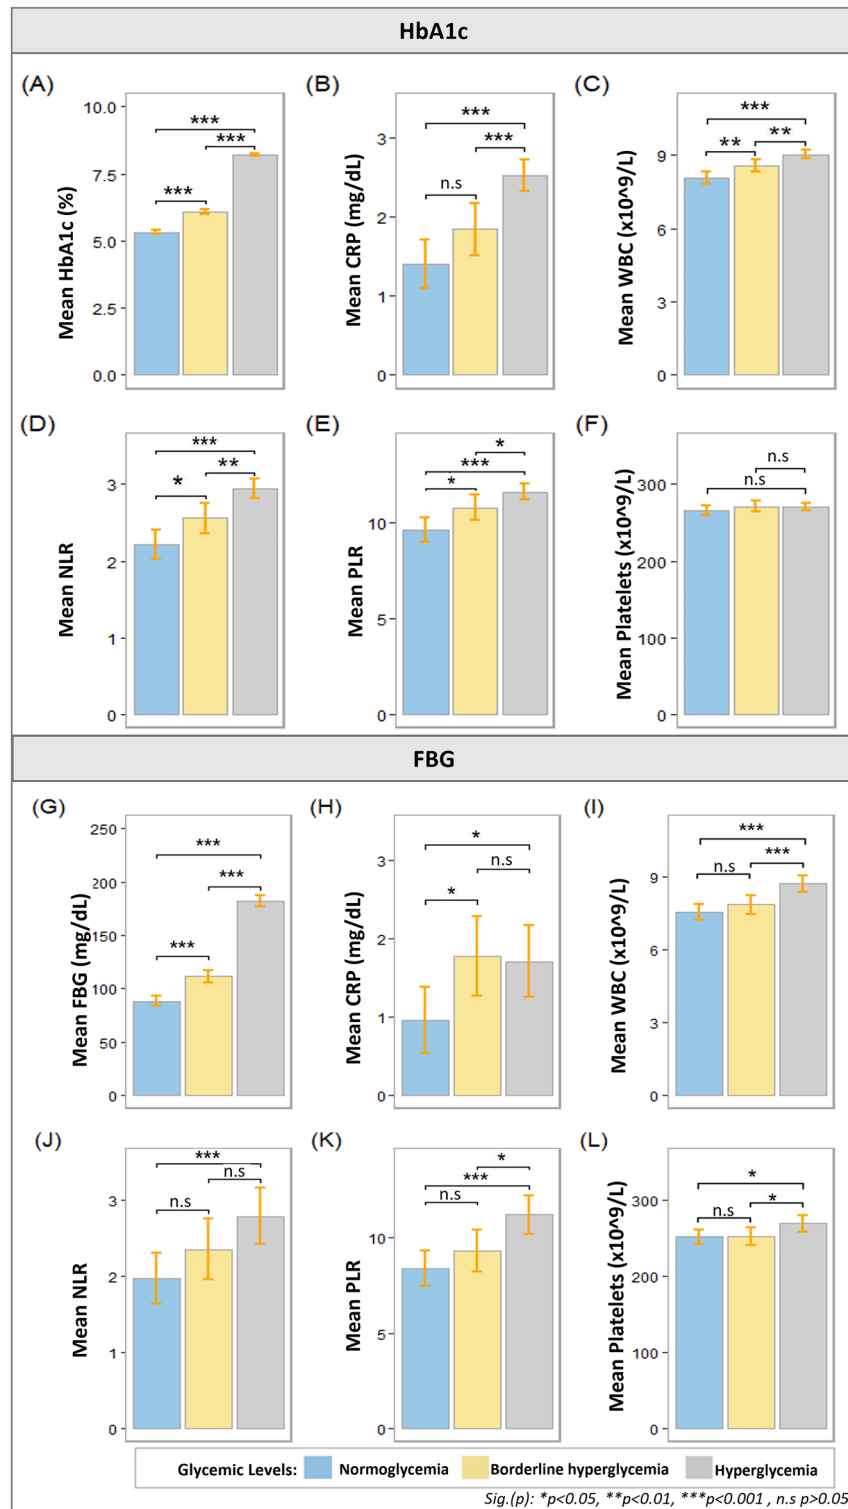 HbA1c
(A) (B) (C)
Mean HbA1c (%)
10.0
7.5
5.0
2.5
0.0
***
***
***
Mean CRP (mg/dL)
3
2
1
0
***
***
n.s
Mean WBC (x10^9/L)
9
6
3
0
***
**
**
(D) (E) (F)
Mean NLR
3
2
1
0
***
**
*
Mean PLR
10
5
0
*
***
*
Mean Platelets (x10^9/L)
300
200
100
0
n.s
n.s
FBG
(G) (H) (I)
Mean FBG (mg/dL)
250
200
150
100
50
0
***
***
***
Mean CRP (mg/dL)
3
2
1
0
*
n.s
*
Mean WBC (x10^9/L)
9
6
3
0
***
***
n.s
(J) (K) (L)
Mean NLR
3
2
1
0
***
n.s
n.s
Mean PLR
10
5
0
*
***
n.s
Mean Platelets (x10^9/L)
300
200
100
0
*
*
n.s
Glycemic Levels: Normoglycemia Borderline hyperglycemia Hyperglycemia
Sig.(p): *p<0.05, **p<0.01, ***p<0.001 , n.s p>0.05